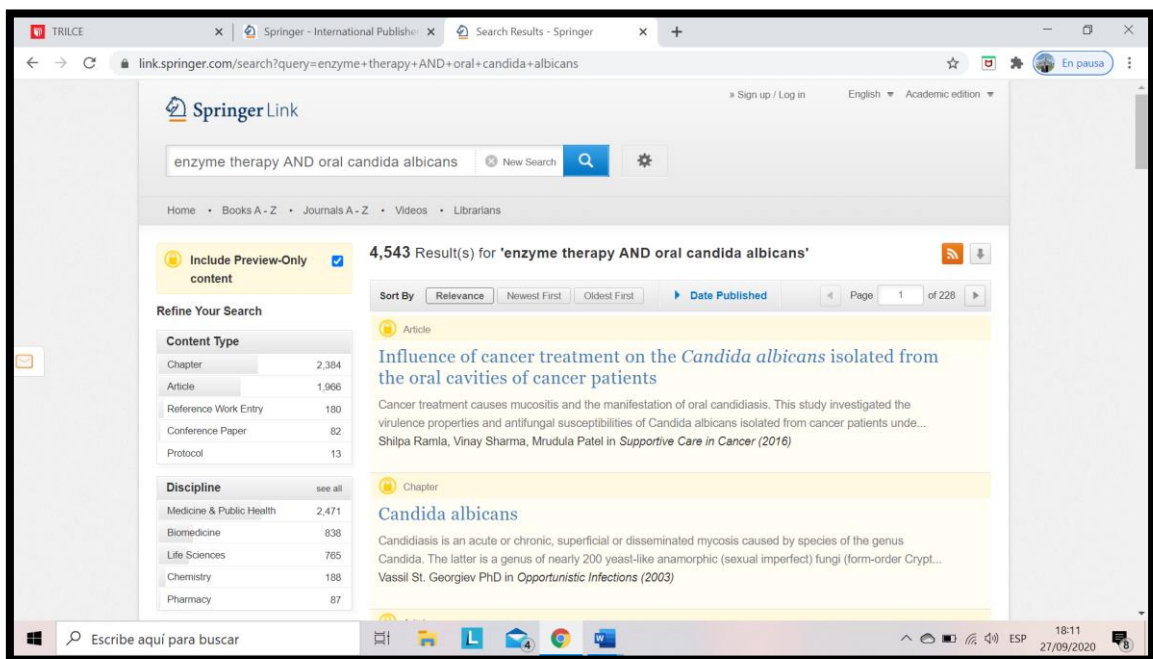 TRILCE
Springer - International Publisher
Search Results - Springer
link.springer.com/search?query=enzyme+therapy+AND+oral+candida+albicans
En pausa
» Sign up / Log in
English
Academic edition
Springer Link
enzyme therapy AND oral candida albicans
New Search
Home • Books A - Z • Journals A - Z • Videos • Librarians
Include Preview-Only
content
4,543 Result(s) for 'enzyme therapy AND oral candida albicans'
Sort By Relevance Newest First Oldest First Date Published Page 1 of 228
Refine Your Search
Content Type
Chapter 2,384
Article 1,966
Reference Work Entry 180
Conference Paper 82
Protocol 13
Discipline see all
Medicine & Public Health 2,471
Biomedicine 838
Life Sciences 765
Chemistry 188
Pharmacy 87
Article
Influence of cancer treatment on the Candida albicans isolated from
the oral cavities of cancer patients
Cancer treatment causes mucositis and the manifestation of oral candidiasis. This study investigated the
virulence properties and antifungal susceptibilities of Candida albicans isolated from cancer patients unde...
Shilpa Ramla, Vinay Sharma, Mrudula Patel in Supportive Care in Cancer (2016)
Chapter
Candida albicans
Candidiasis is an acute or chronic, superficial or disseminated mycosis caused by species of the genus
Candida. The latter is a genus of nearly 200 yeast-like anamorphic (sexual imperfect) fungi (form-order Crypt...
Vassil St. Georgiev PhD in Opportunistic Infections (2003)
Escribe aquí para buscar
L
4
ESP
18:11
27/09/2020
8